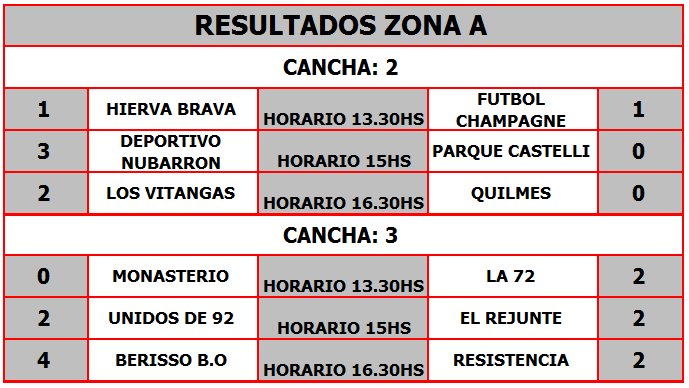 RESULTADOS ZONA A
CANCHA: 2
1 HIERVA BRAVA HORARIO 13.30HS FUTBOL CHAMPAGNE 1
3 DEPORTIVO NUBARRON HORARIO 15HS PARQUE CASTELLI 0
2 LOS VITANGAS HORARIO 16.30HS QUILMES 0
CANCHA: 3
0 MONASTERIO HORARIO 13.30HS LA 72 2
2 UNIDOS DE 92 HORARIO 15HS EL REJUNTE 2
4 BERISSO B.O HORARIO 16.30HS RESISTENCIA 2